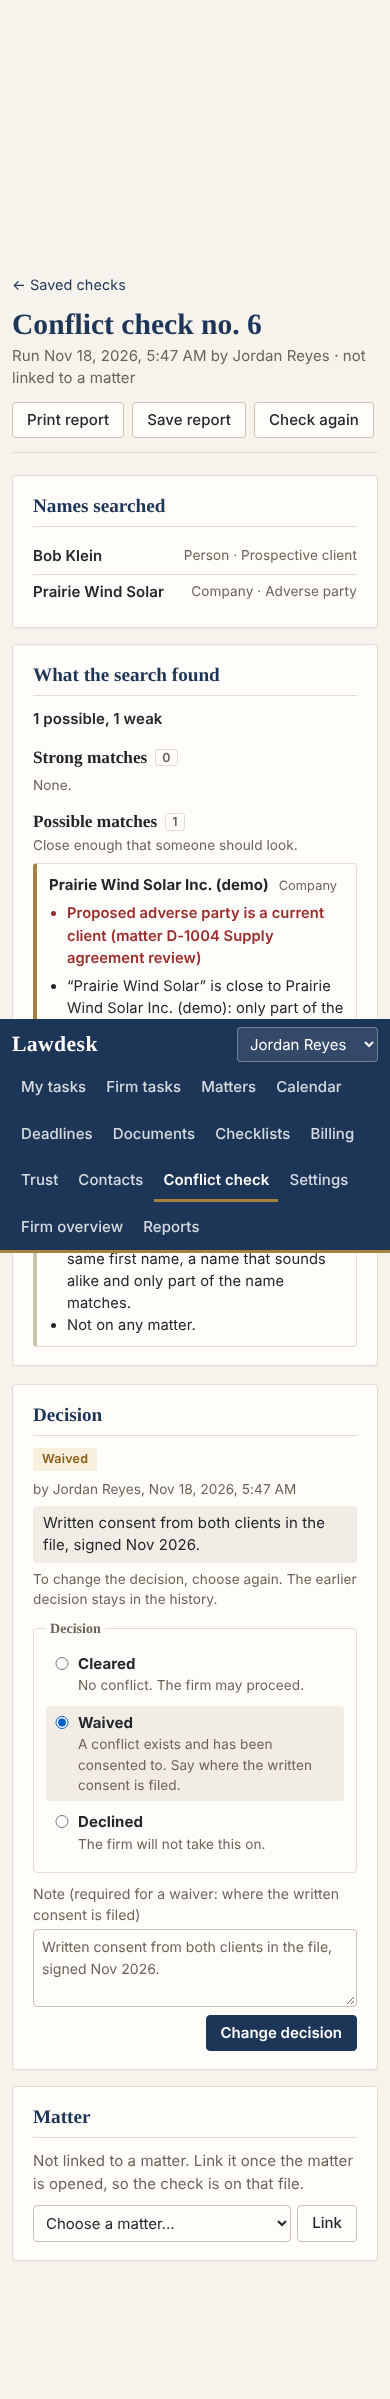 ← Saved checks
Conflict check no. 6
Run Nov 18, 2026, 5:47 AM by Jordan Reyes · not
linked to a matter
Print report
Save report
Check again
Names searched
Bob Klein
Person · Prospective client
Prairie Wind Solar
Company · Adverse party
What the search found
1 possible, 1 weak
Strong matches 0
None.
Possible matches 1
Close enough that someone should look.
Prairie Wind Solar Inc. (demo) Company
• Proposed adverse party is a current
client (matter D-1004 Supply
agreement review)
• “Prairie Wind Solar” is close to Prairie
Wind Solar Inc. (demo): only part of the
Lawdesk
Jordan Reyes
My tasks
Firm tasks
Matters
Calendar
Deadlines
Documents
Checklists
Billing
Trust
Contacts
Conflict check
Settings
Firm overview
Reports
same first name, a name that sounds
alike and only part of the name
matches.
• Not on any matter.
Decision
Waived
by Jordan Reyes, Nov 18, 2026, 5:47 AM
Written consent from both clients in the
file, signed Nov 2026.
To change the decision, choose again. The earlier
decision stays in the history.
Decision
Cleared
No conflict. The firm may proceed.
Waived
A conflict exists and has been
consented to. Say where the written
consent is filed.
Declined
The firm will not take this on.
Note (required for a waiver: where the written
consent is filed)
Written consent from both clients in the file,
signed Nov 2026.
Change decision
Matter
Not linked to a matter. Link it once the matter
is opened, so the check is on that file.
Choose a matter...
Link